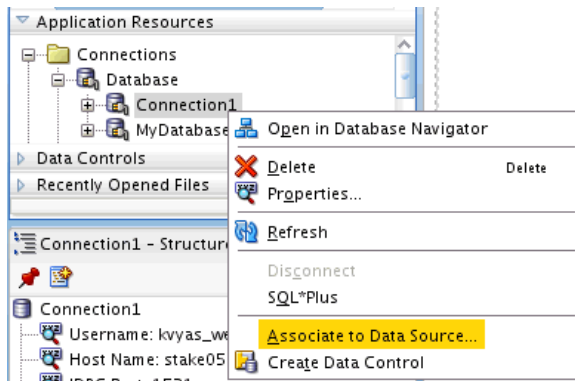 Application Resources
Connections
Database
Connection1
MyDatabase
Data Controls
Recently Opened Files
Open in Database Navigator
Delete Delete
Properties...
Refresh
Disconnect
SQL*Plus
Associate to Data Source...
Create Data Control
Connection1 - Structure
Connection1
Username: kvyas_we
Host Name: stake05